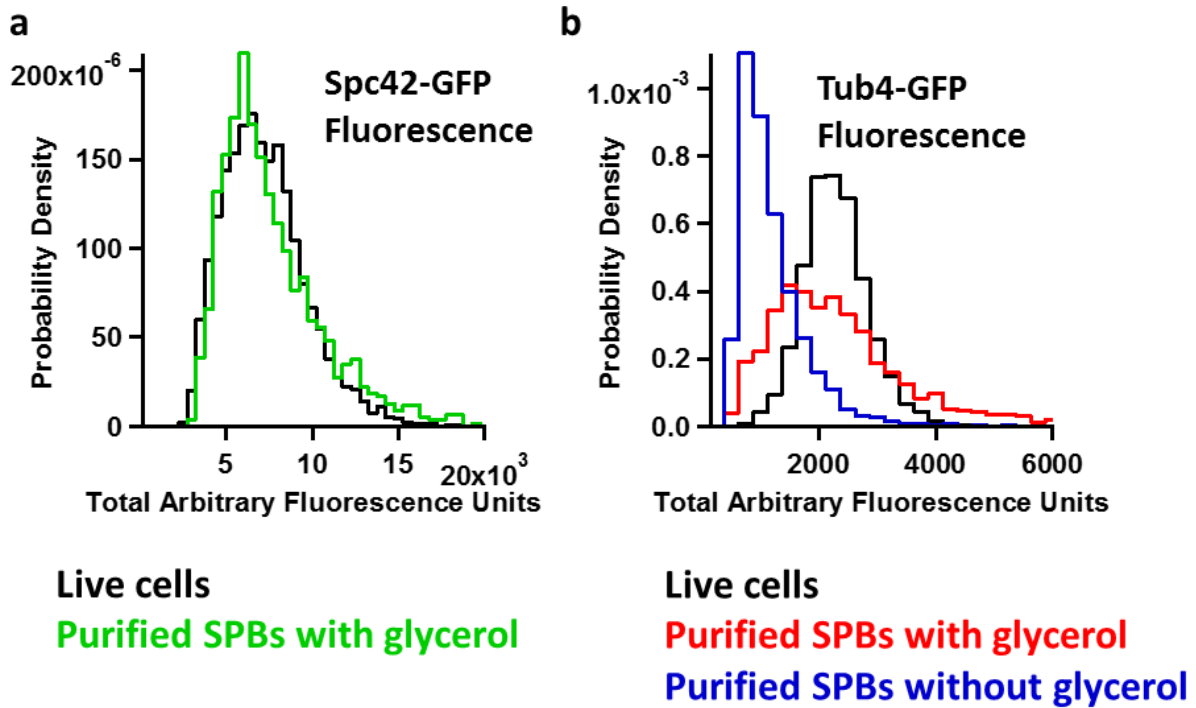 a
200x10⁻⁶
150
100
50
0
Probability Density
Spc42-GFP
Fluorescence
5
10
15
20x10³
Total Arbitrary Fluorescence Units
Live cells
Purified SPBs with glycerol
b
1.0x10⁻³
0.8
0.6
0.4
0.2
0.0
Probability Density
Tub4-GFP
Fluorescence
2000
4000
6000
Total Arbitrary Fluorescence Units
Live cells
Purified SPBs with glycerol
Purified SPBs without glycerol